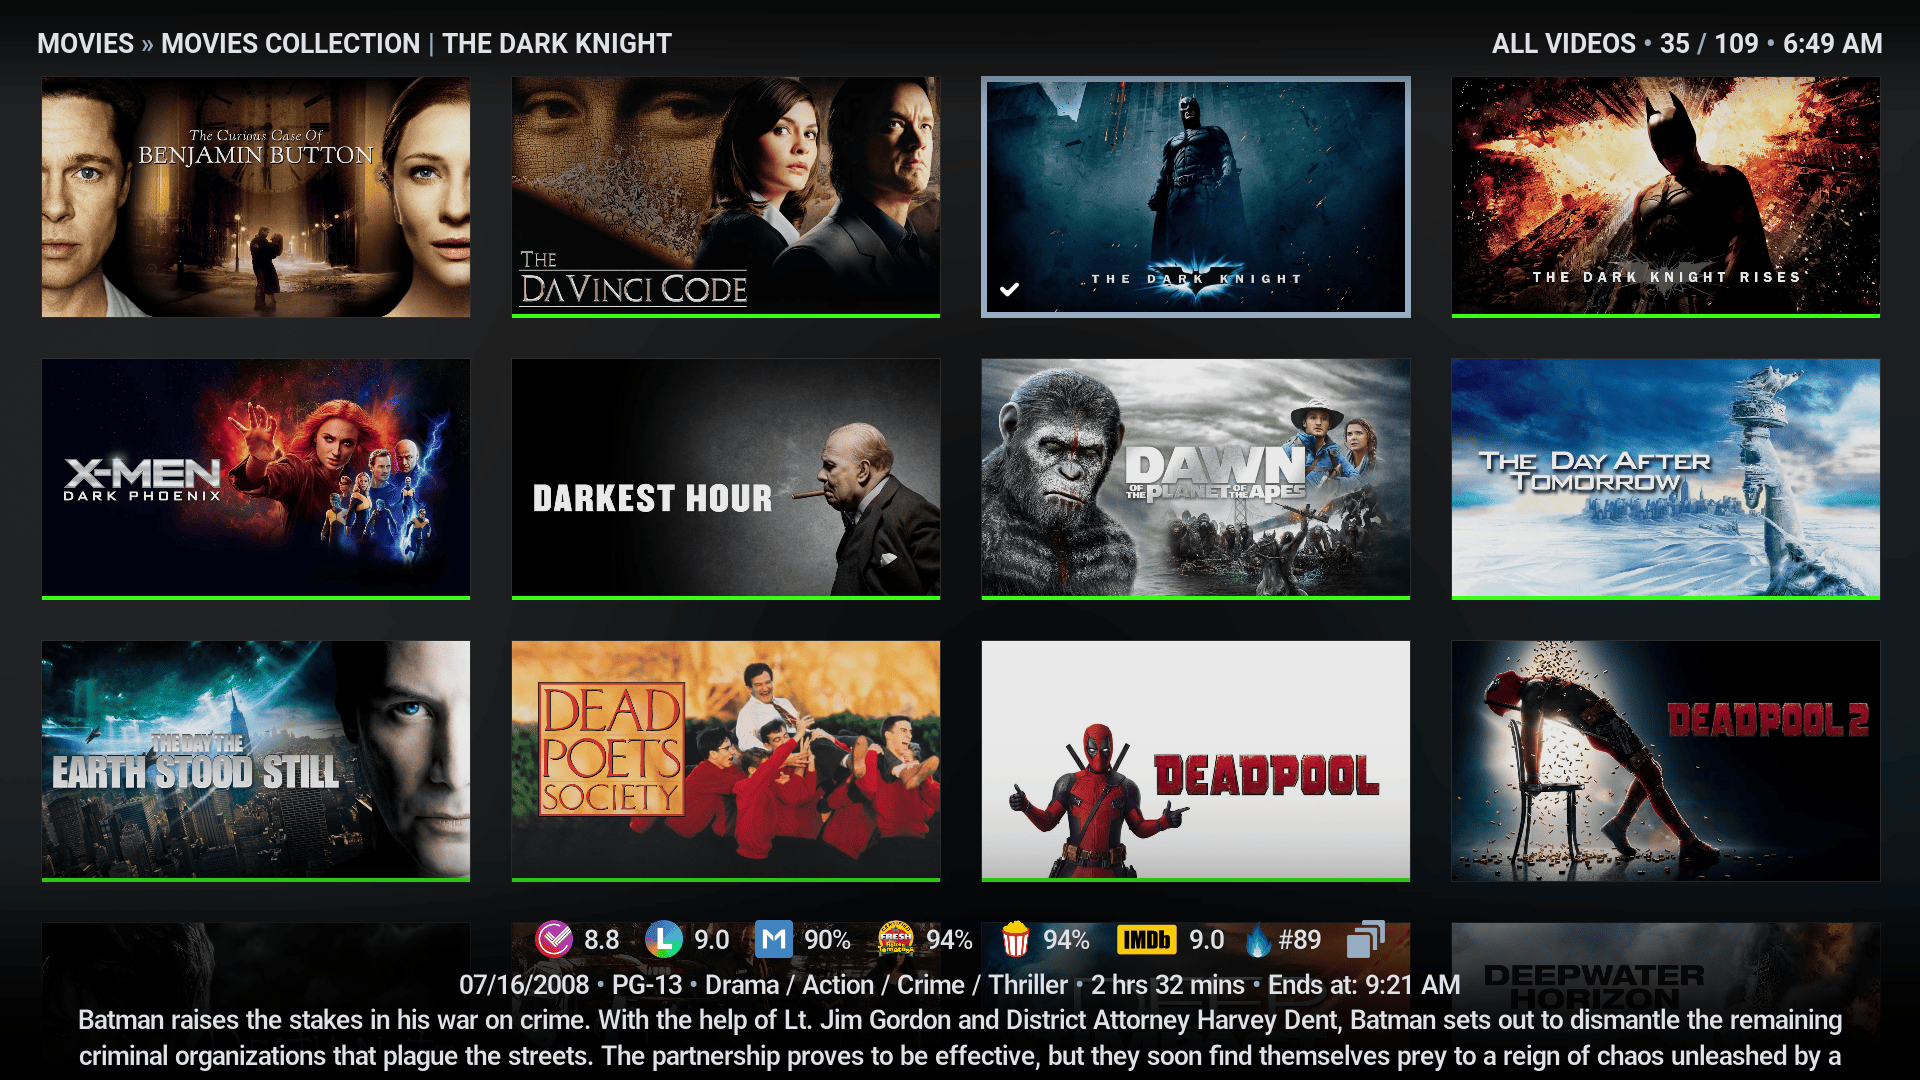 MOVIES » MOVIES COLLECTION | THE DARK KNIGHT
ALL VIDEOS • 35 / 109 • 6:49 AM
The Curious Case Of
BENJAMIN BUTTON
THE
DA VINCI CODE
THE DARK KNIGHT
THE DARK KNIGHT RISES
X-MEN
DARK PHOENIX
DARKEST HOUR
DAWN
OF THE PLANET OF THE APES
THE DAY AFTER
TOMORROW
THE DAY THE
EARTH STOOD STILL
DEAD
POETS
SOCIETY
DEADPOOL
DEADPOOL 2
8.8 L 9.0 M 90% FRESH 94% 94% IMDb 9.0 #89
DEEPWATER
HORIZON
DEEP
07/16/2008 • PG-13 • Drama / Action / Crime / Thriller • 2 hrs 32 mins • Ends at: 9:21 AM
Batman raises the stakes in his war on crime. With the help of Lt. Jim Gordon and District Attorney Harvey Dent, Batman sets out to dismantle the remaining
criminal organizations that plague the streets. The partnership proves to be effective, but they soon find themselves prey to a reign of chaos unleashed by a